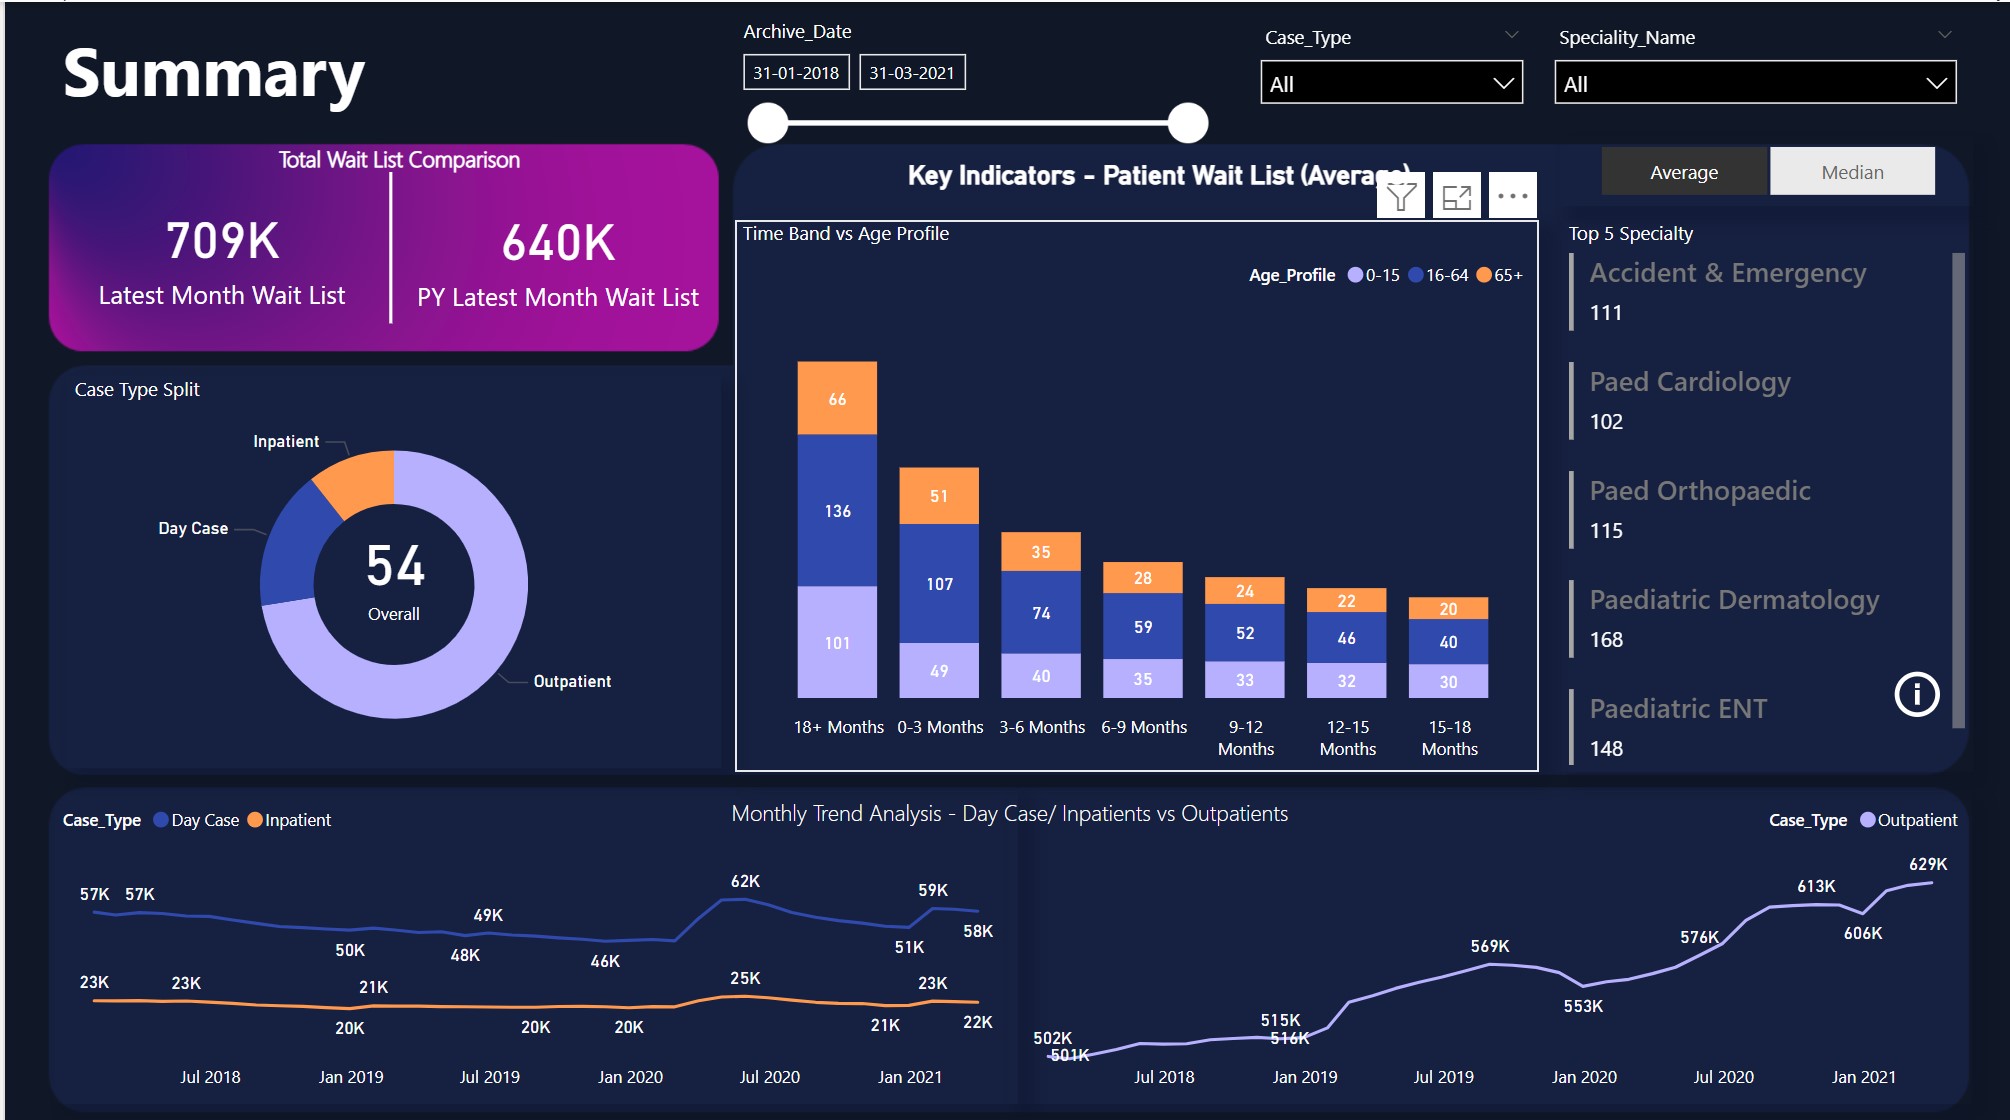 Summary
Archive_Date
31-01-2018 31-03-2021
Case_Type
All
Speciality_Name
All
Total Wait List Comparison
709K
Latest Month Wait List
640K
PY Latest Month Wait List
Key Indicators - Patient Wait List (Average)
Average Median
Case Type Split
Inpatient
Day Case
54
Overall
Outpatient
Time Band vs Age Profile
Age_Profile 0-15 16-64 65+
66 136 101
51 107 49
35 74 40
28 59 35
24 52 33
22 46 32
20 40 30
18+ Months
0-3 Months
3-6 Months
6-9 Months
9-12
Months
12-15
Months
15-18
Months
Top 5 Specialty
Accident & Emergency
111
Paed Cardiology
102
Paed Orthopaedic
115
Paediatric Dermatology
168
Paediatric ENT
148
Monthly Trend Analysis - Day Case/ Inpatients vs Outpatients
Case_Type Day Case Inpatient
57K 57K 50K 48K 49K 46K 62K 51K 59K 58K
23K 23K 20K 21K 20K 20K 25K 21K 23K 22K
Jul 2018 Jan 2019 Jul 2019 Jan 2020 Jul 2020 Jan 2021
Case_Type Outpatient
502K 501K 515K 516K 569K 553K 576K 613K 606K 629K
Jul 2018 Jan 2019 Jul 2019 Jan 2020 Jul 2020 Jan 2021